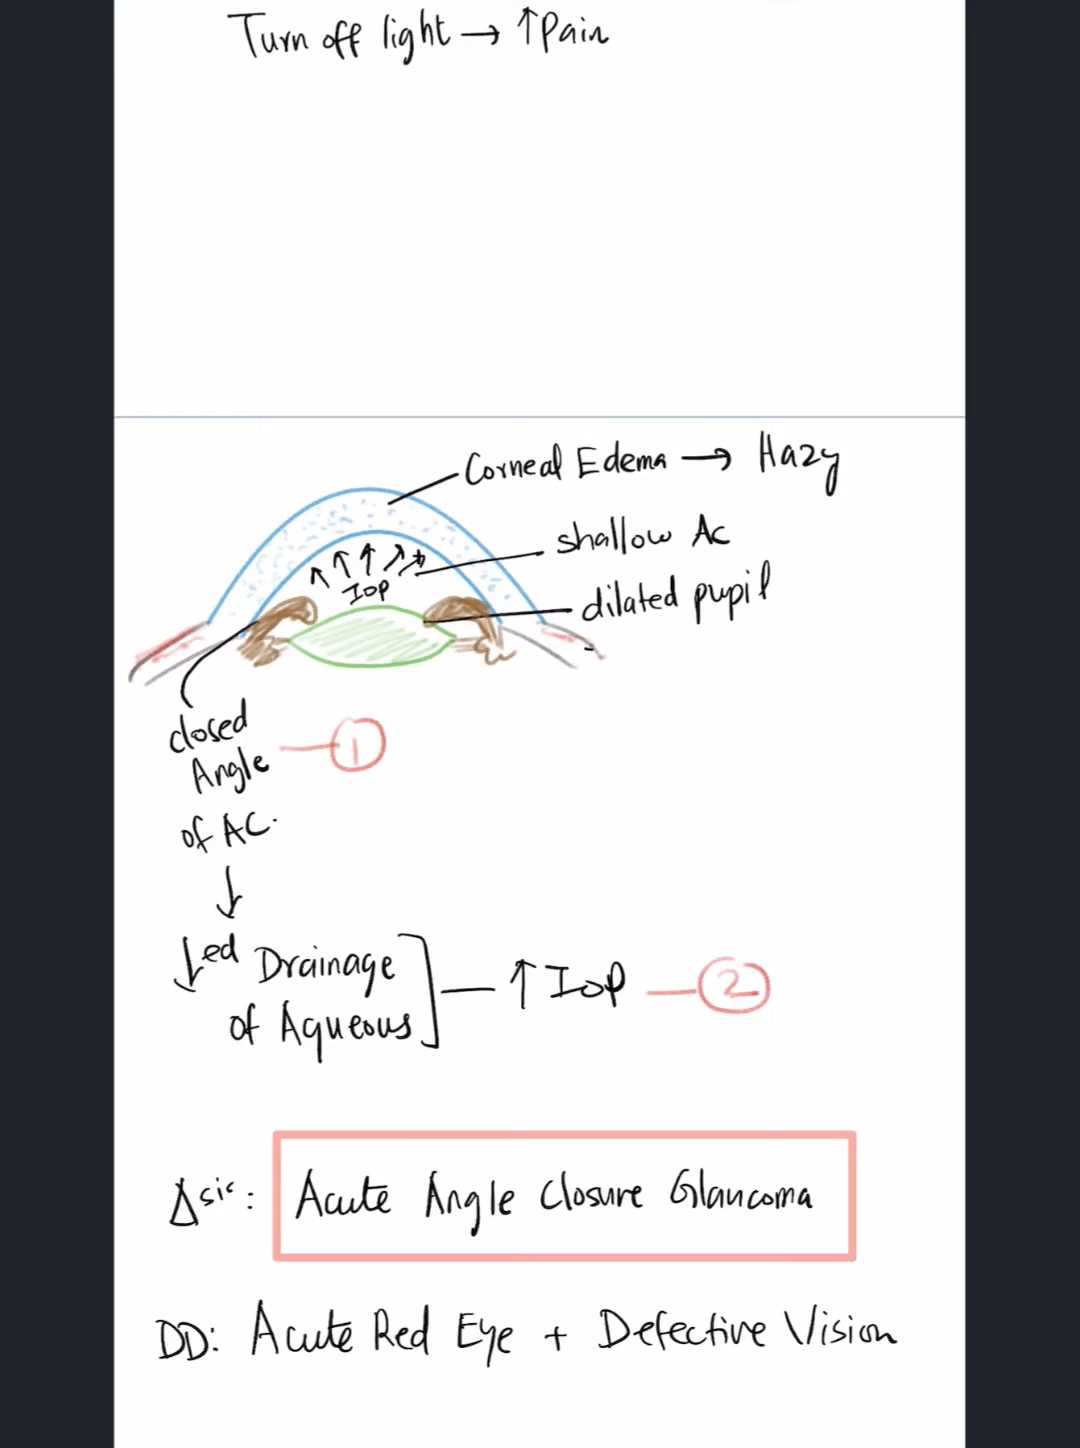 Turn off light → ↑Pain
Corneal Edema → Hazy
shallow AC
IOP
dilated pupil
closed
Angle
of AC.
1
↓
↓ed Drainage
of Aqueous
↑ IOP
2
Δsis: Acute Angle Closure Glaucoma
DD: Acute Red Eye + Defective Vision